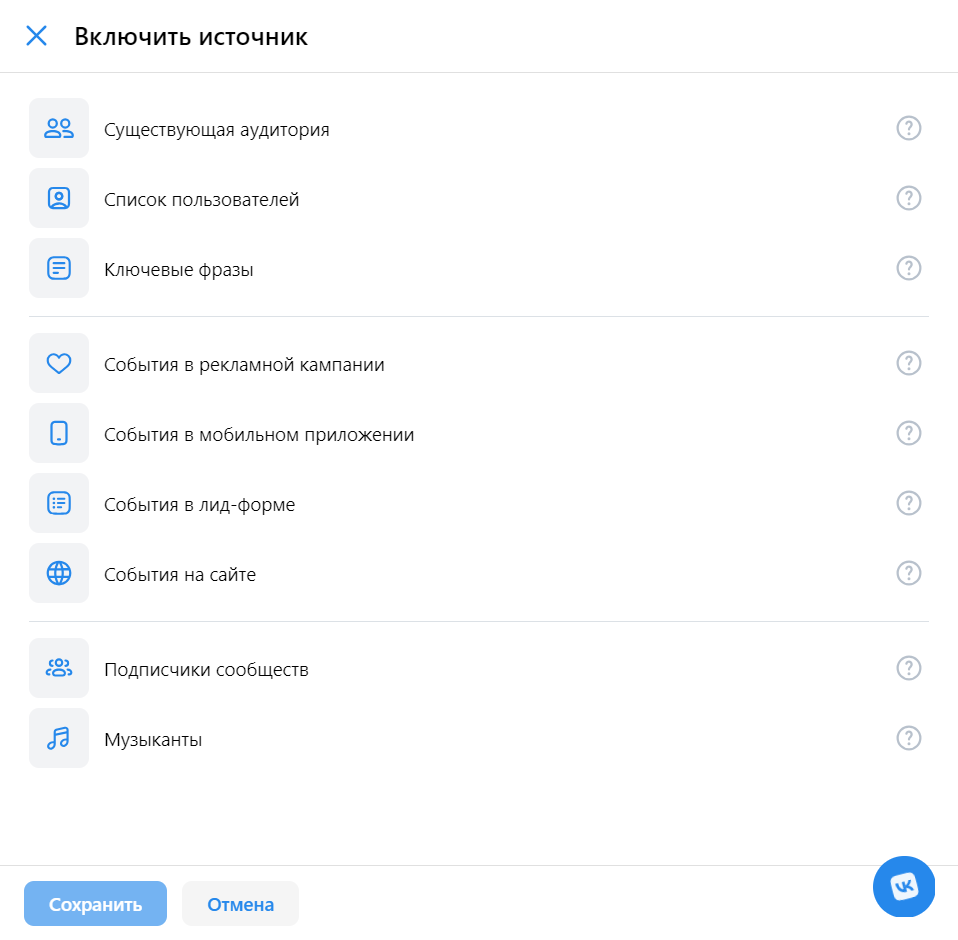 Включить источник
Существующая аудитория
Список пользователей
Ключевые фразы
События в рекламной кампании
События в мобильном приложении
События в лид-форме
События на сайте
Подписчики сообществ
Музыканты
Сохранить
Отмена